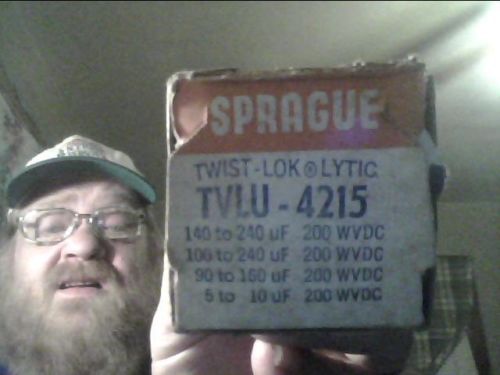 SPRAGUE
TWIST-LOK®LYTIC
TVLU - 4215
140 to 240 uF 200 WVDC
100 to 240 uF 200 WVDC
90 to 160 uF 200 WVDC
5 to 10 uF 200 WVDC